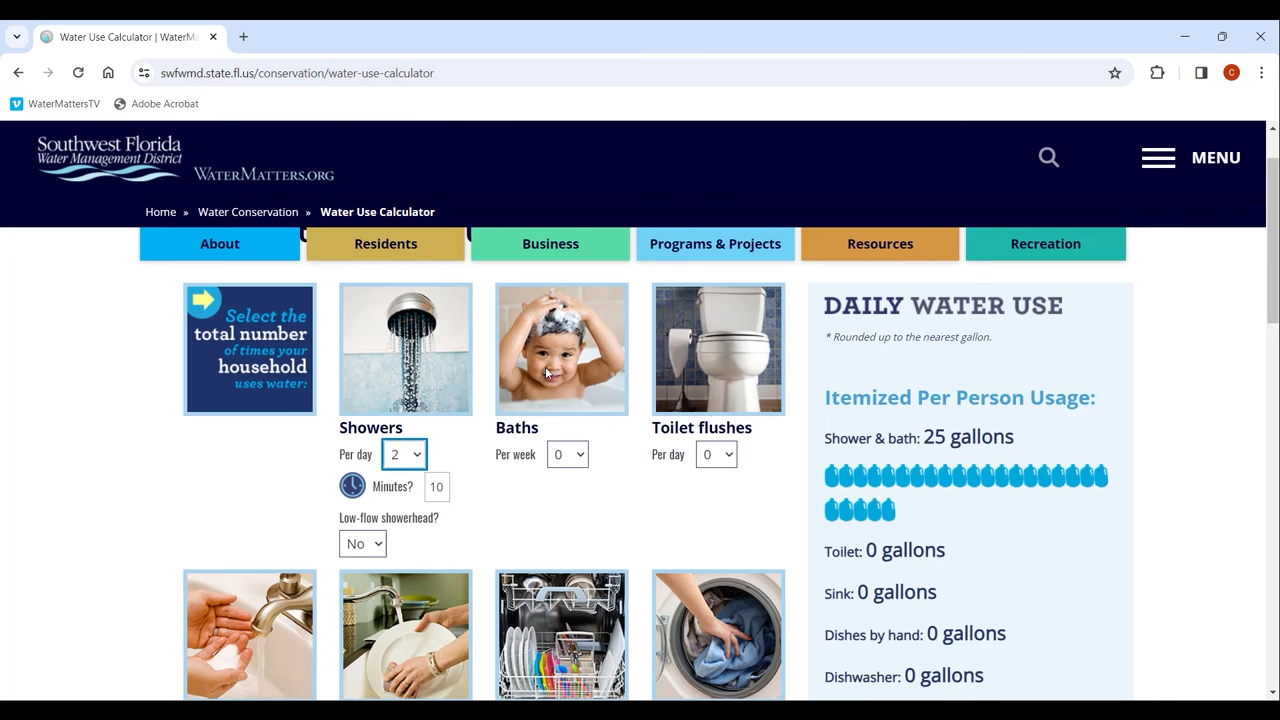 Water Use Calculator | WaterMa
swfwmd.state.fl.us/conservation/water-use-calculator
C
WaterMattersTV
Adobe Acrobat
Southwest Florida
Water Management District
WATERMATTERS.ORG
MENU
Home » Water Conservation » Water Use Calculator
About
Residents
Business
Programs & Projects
Resources
Recreation
Select the
total number
of times your
household
uses water:
Showers
Per day 2
Minutes? 10
Low-flow showerhead?
No
Baths
Per week 0
Toilet flushes
Per day 0
DAILY WATER USE
* Rounded up to the nearest gallon.
Itemized Per Person Usage:
Shower & bath: 25 gallons
Toilet: 0 gallons
Sink: 0 gallons
Dishes by hand: 0 gallons
Dishwasher: 0 gallons